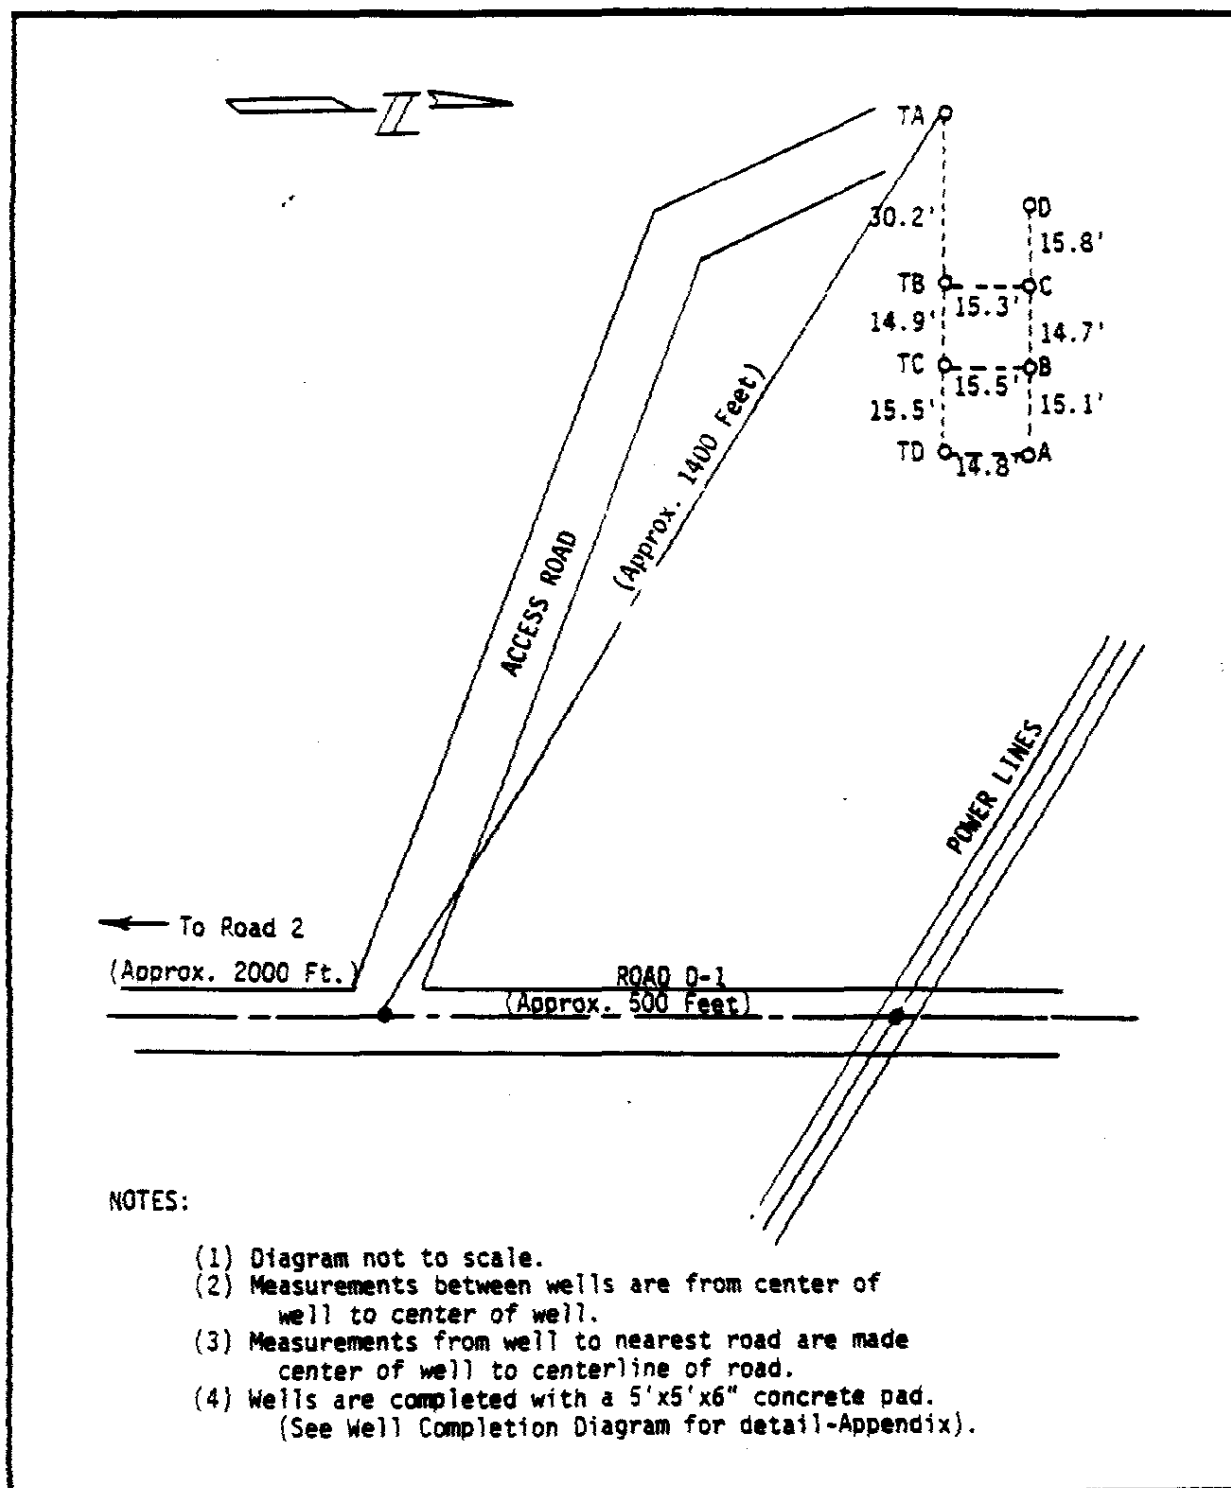 N
TA
30.2'
D
15.8'
TB
15.3'
C
14.9'
14.7'
TC
15.5'
B
15.5'
15.1'
TD
14.8'
A
(Approx. 1400 Feet)
ACCESS ROAD
POWER LINES
To Road 2
(Approx. 2000 Ft.)
ROAD D-1
(Approx. 500 Feet)
NOTES:
(1) Diagram not to scale.
(2) Measurements between wells are from center of
well to center of well.
(3) Measurements from well to nearest road are made
center of well to centerline of road.
(4) Wells are completed with a 5'x5'x6" concrete pad.
(See Well Completion Diagram for detail-Appendix).